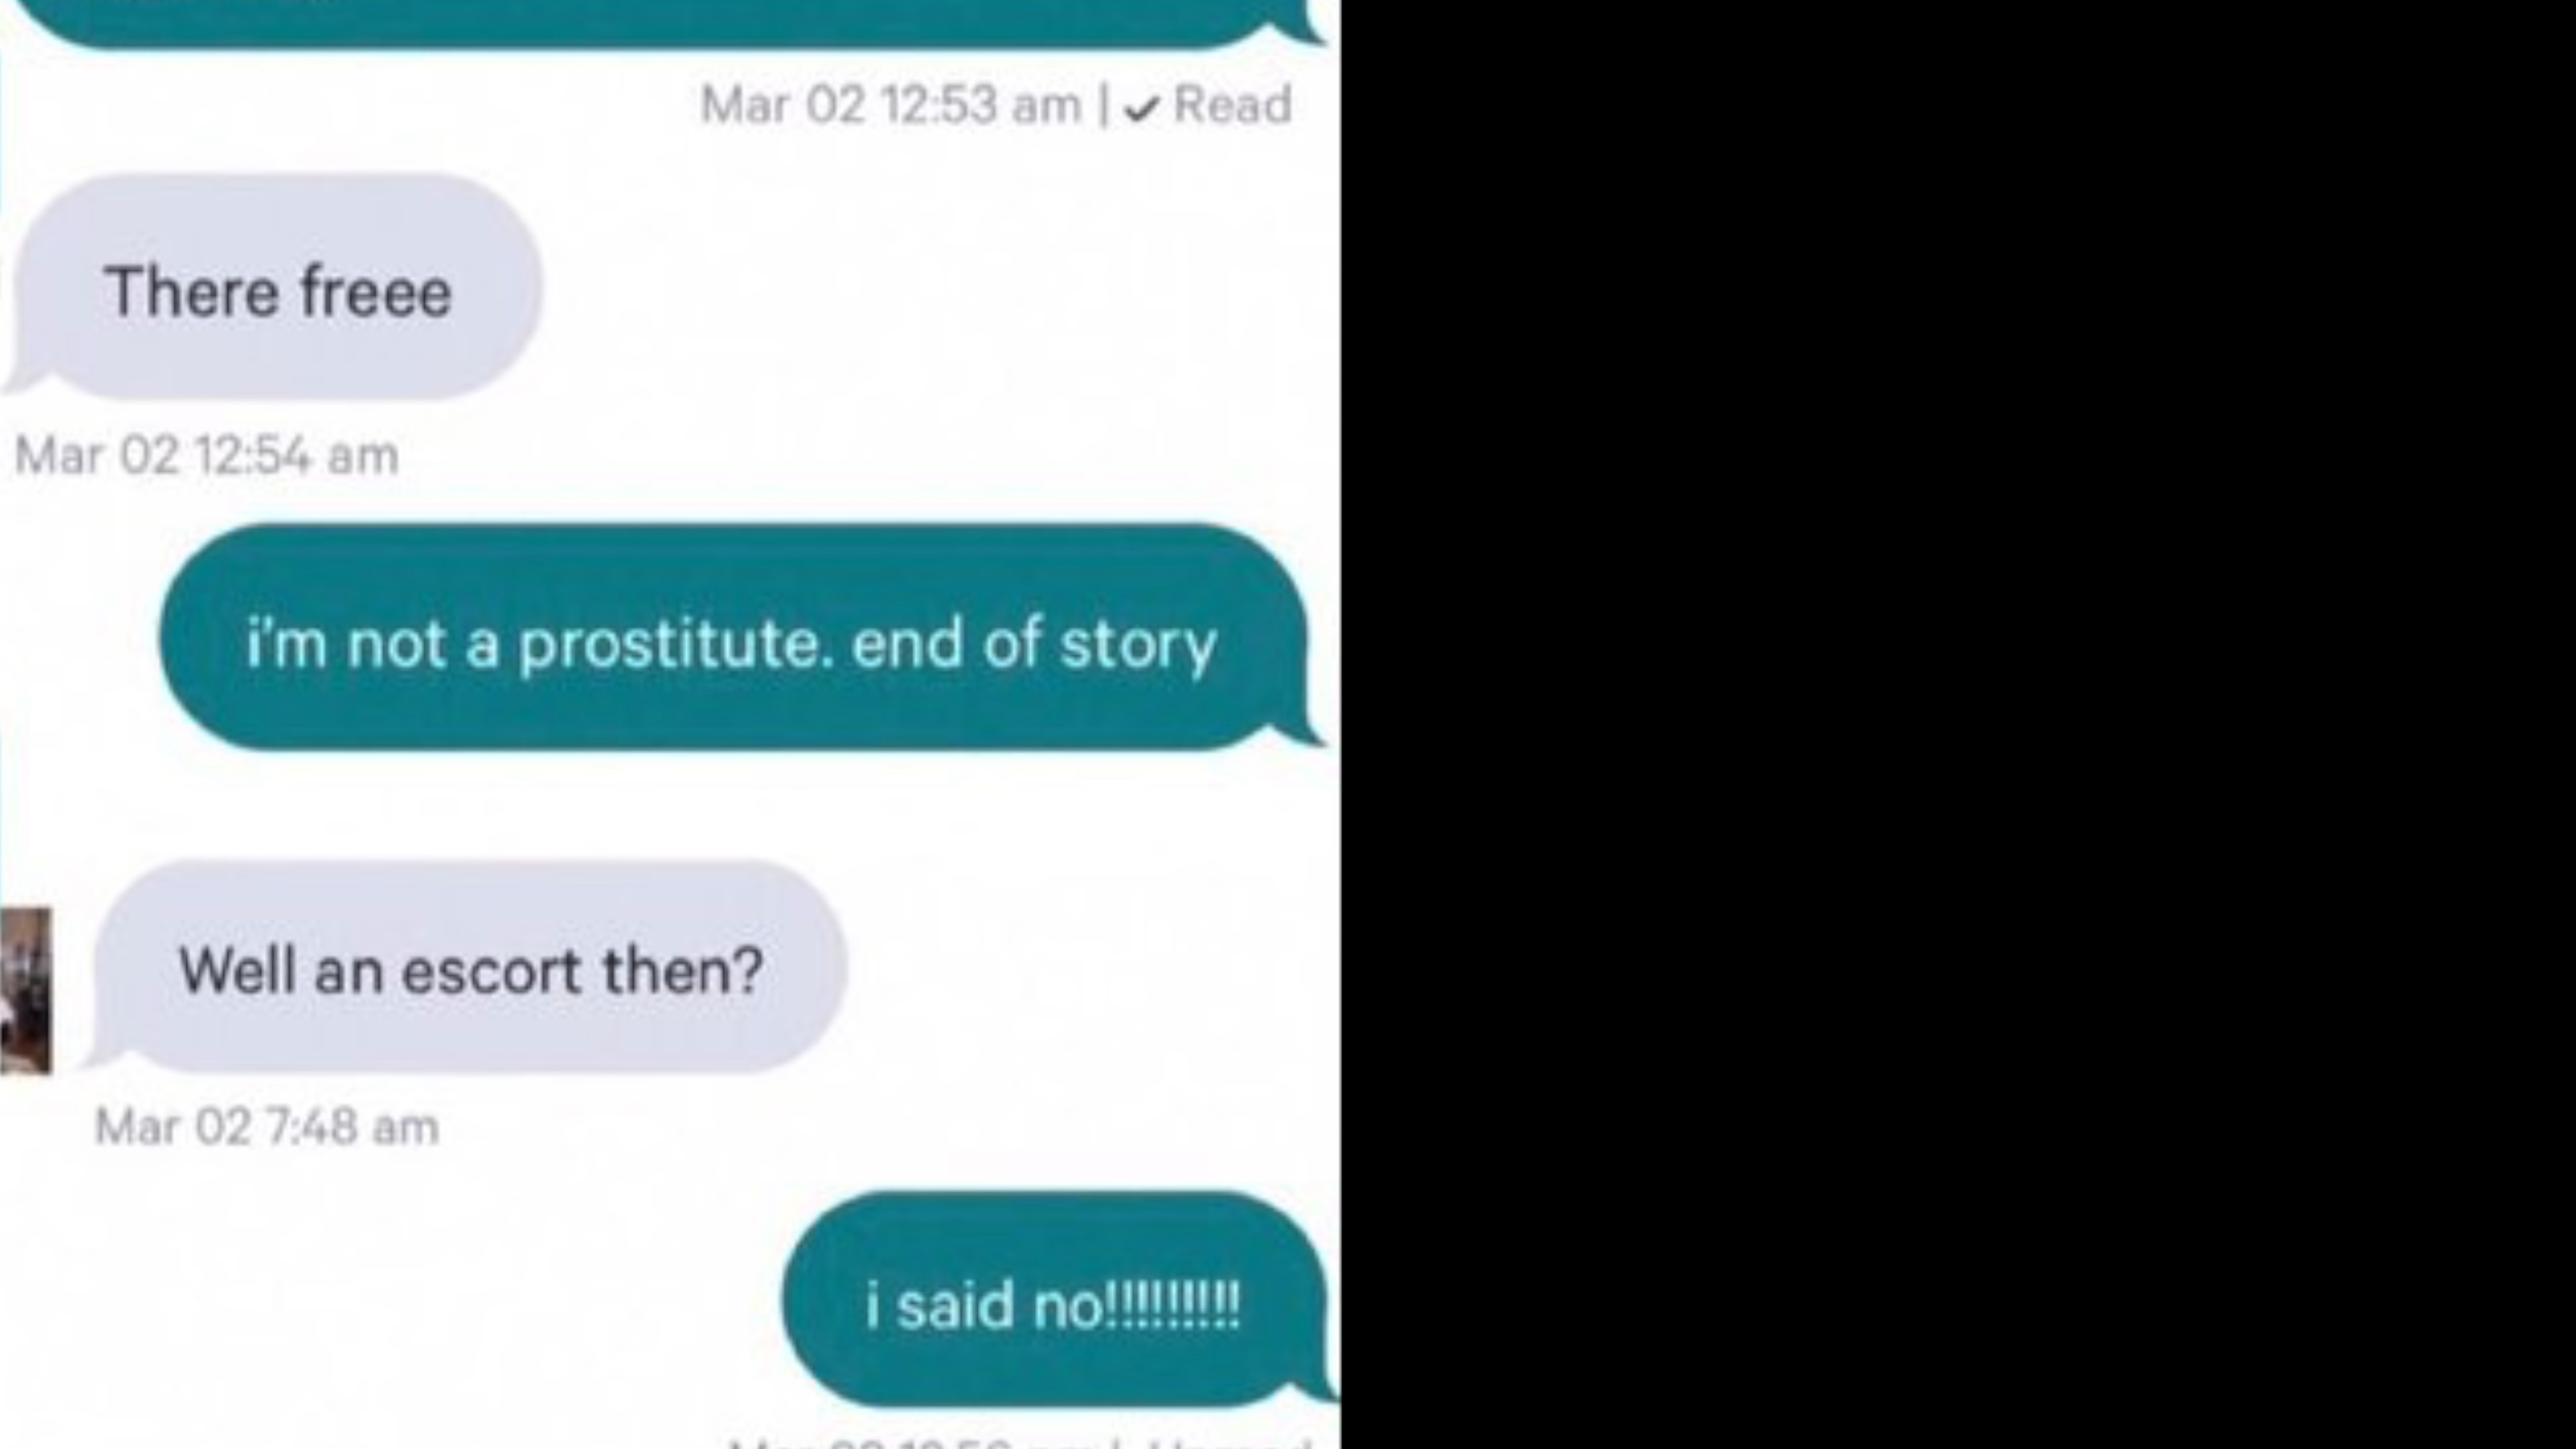 Mar 02 12:53 am | ✓ Read
There freee
Mar 02 12:54 am
i'm not a prostitute. end of story
Well an escort then?
Mar 02 7:48 am
i said no!!!!!!!!!